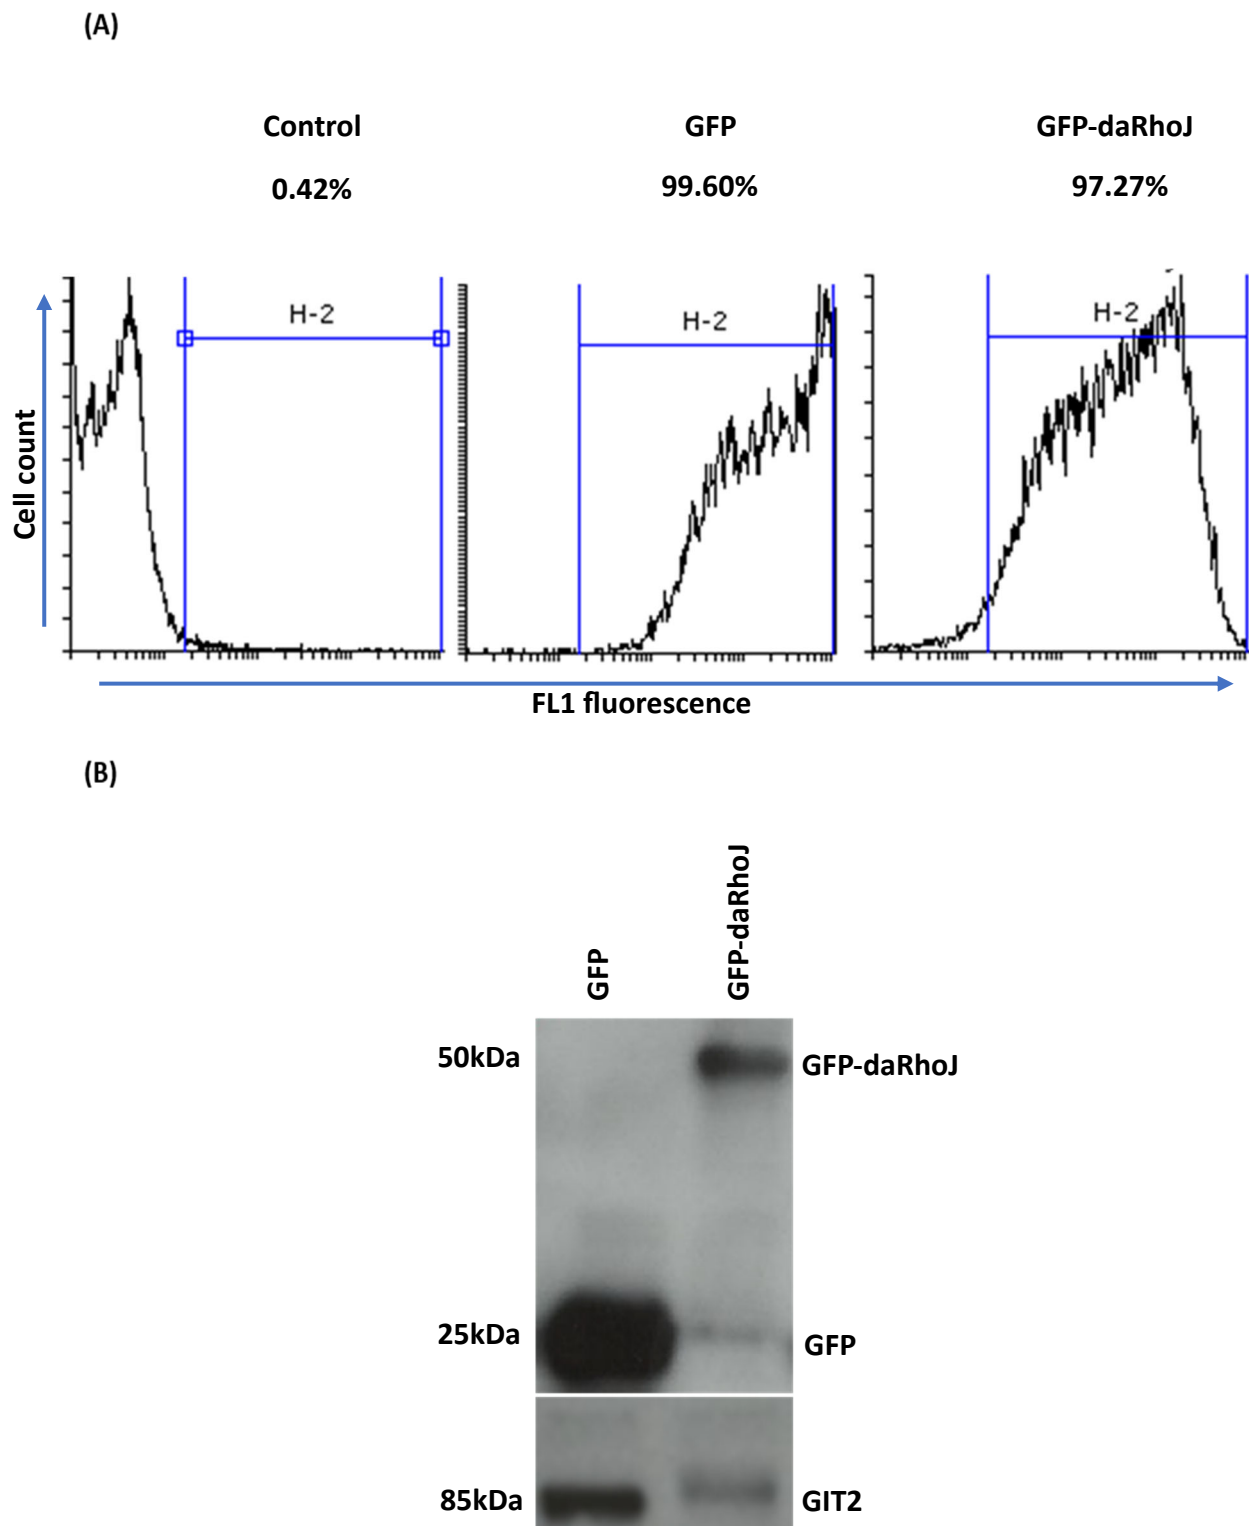 (A)
Control
GFP
GFP-daRhoJ
0.42%
99.60%
97.27%
H-2
H-2
H-2
Cell count
FL1 fluorescence
(B)
GFP
GFP-daRhoJ
50kDa
GFP-daRhoJ
25kDa
GFP
85kDa
GIT2